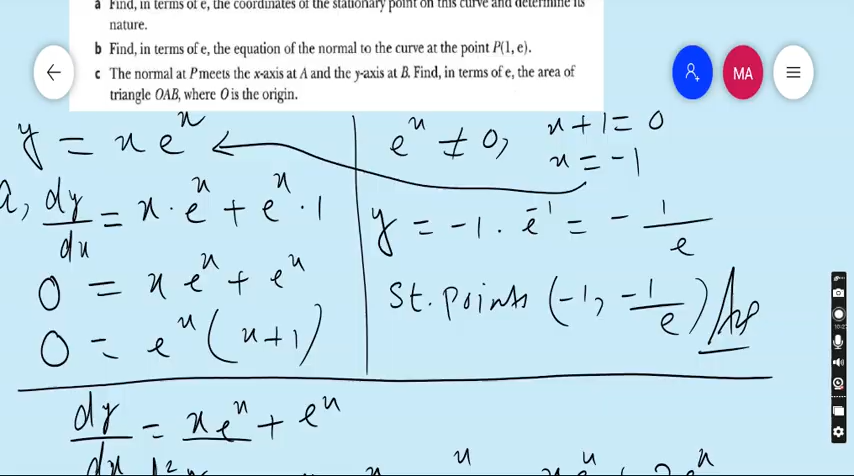 a Find, in terms of e, the coordinates of the stationary point on this curve and determine its
nature.
b Find, in terms of e, the equation of the normal to the curve at the point P(1, e).
c The normal at P meets the x-axis at A and the y-axis at B. Find, in terms of e, the area of
triangle OAB, where O is the origin.
MA
y = x e^x
a, dy/dx = x · e^x + e^x · 1
0 = x e^x + e^x
0 = e^x (x+1)
e^x ≠ 0, x + 1 = 0
x = -1
y = -1 · e^-1 = - 1/e
St. points (-1, -1/e) Ans
dy/dx = xe^x + e^x